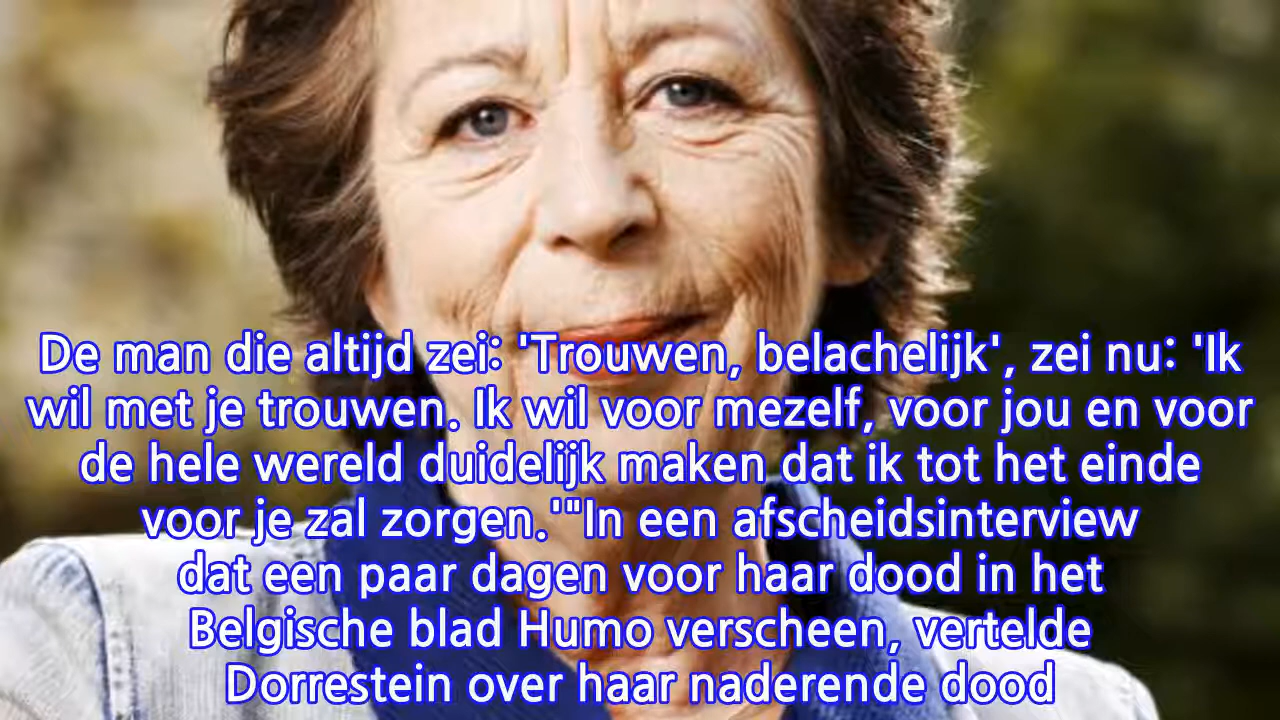 De man die altijd zei: 'Trouwen, belachelijk', zei nu: 'Ik
wil met je trouwen. Ik wil voor mezelf, voor jou en voor
de hele wereld duidelijk maken dat ik tot het einde
voor je zal zorgen.'"In een afscheidsinterview
dat een paar dagen voor haar dood in het
Belgische blad Humo verscheen, vertelde
Dorrestein over haar naderende dood